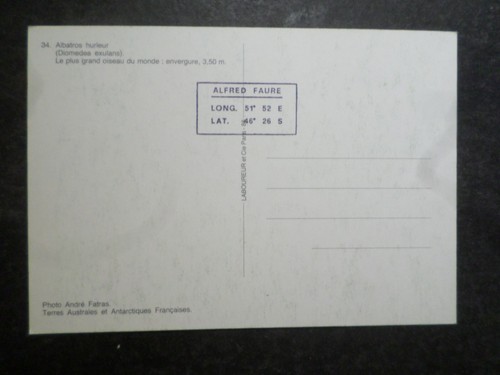 34. Albatros hurleur
(Diomedea exulans).
Le plus grand oiseau du monde : envergure, 3,50 m.
ALFRED FAURE
LONG. 51° 52 E
LAT. 46° 26 S
LABOUREUR et Cie Paris
Photo André Fatras.
Terres Australes et Antarctiques Françaises.